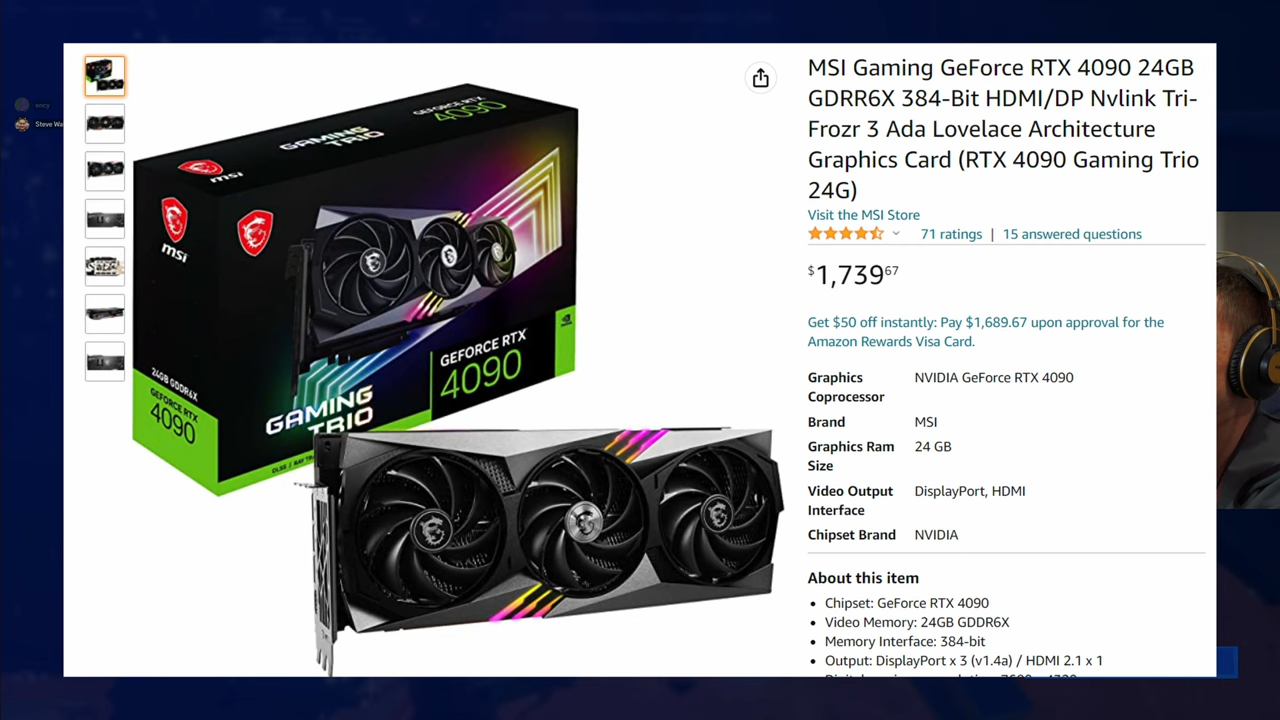 MSI Gaming GeForce RTX 4090 24GB
GDRR6X 384-Bit HDMI/DP Nvlink Tri-
Frozr 3 Ada Lovelace Architecture
Graphics Card (RTX 4090 Gaming Trio
24G)
Visit the MSI Store
71 ratings | 15 answered questions
$1,73967
Get $50 off instantly: Pay $1,689.67 upon approval for the
Amazon Rewards Visa Card.
Graphics Coprocessor NVIDIA GeForce RTX 4090
Brand MSI
Graphics Ram Size 24 GB
Video Output Interface DisplayPort, HDMI
Chipset Brand NVIDIA
About this item
• Chipset: GeForce RTX 4090
• Video Memory: 24GB GDDR6X
• Memory Interface: 384-bit
• Output: DisplayPort x 3 (v1.4a) / HDMI 2.1 x 1
GEFORCE RTX
4090
GAMING
TRIO
msi
msi
GEFORCE RTX
4090
24GB GDDR6X
GEFORCE RTX
4090
GAMING
TRIO
Steve Wa